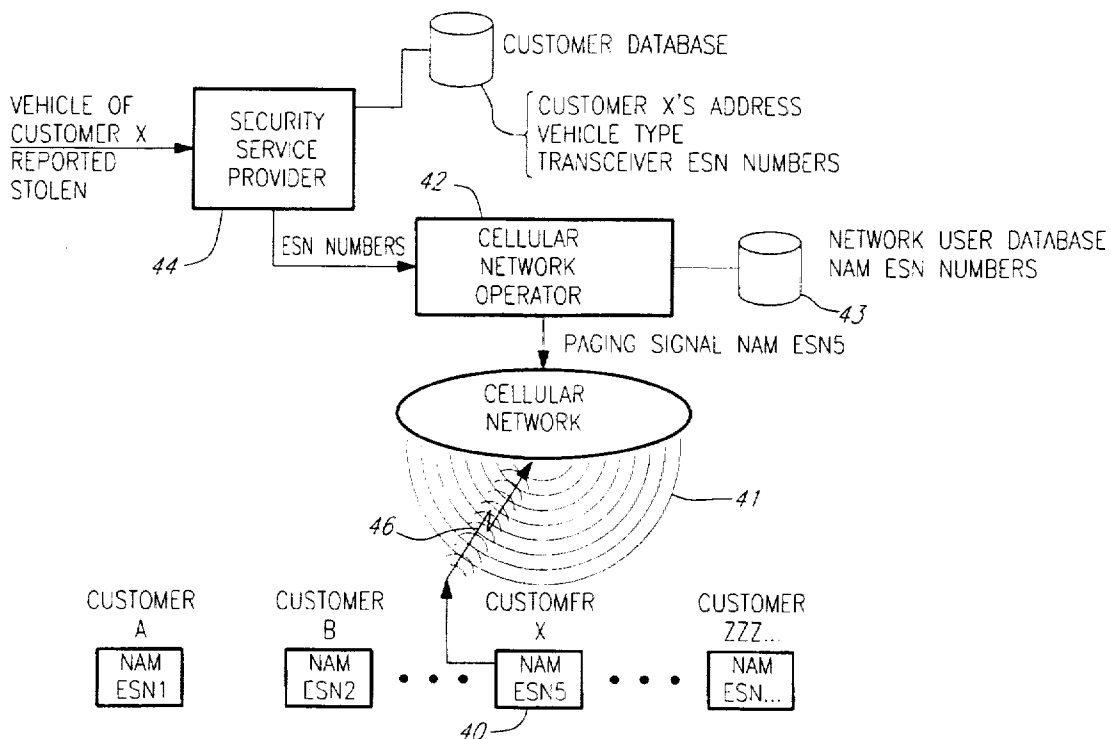 CUSTOMER DATABASE
VEHICLE OF
CUSTOMER X
REPORTED
STOLEN
SECURITY
SERVICE
PROVIDER
CUSTOMER X'S ADDRESS
VEHICLE TYPE
TRANSCEIVER ESN NUMBERS
44
ESN NUMBERS
42
CELLULAR
NETWORK
OPERATOR
NETWORK USER DATABASE
NAM ESN NUMBERS
43
PAGING SIGNAL NAM ESN5
CELLULAR
NETWORK
41
46
CUSTOMER
A
NAM
ESN1
CUSTOMER
B
NAM
ESN2
CUSTOMFR
X
NAM
ESN5
40
CUSTOMER
ZZZ...
NAM
ESN...